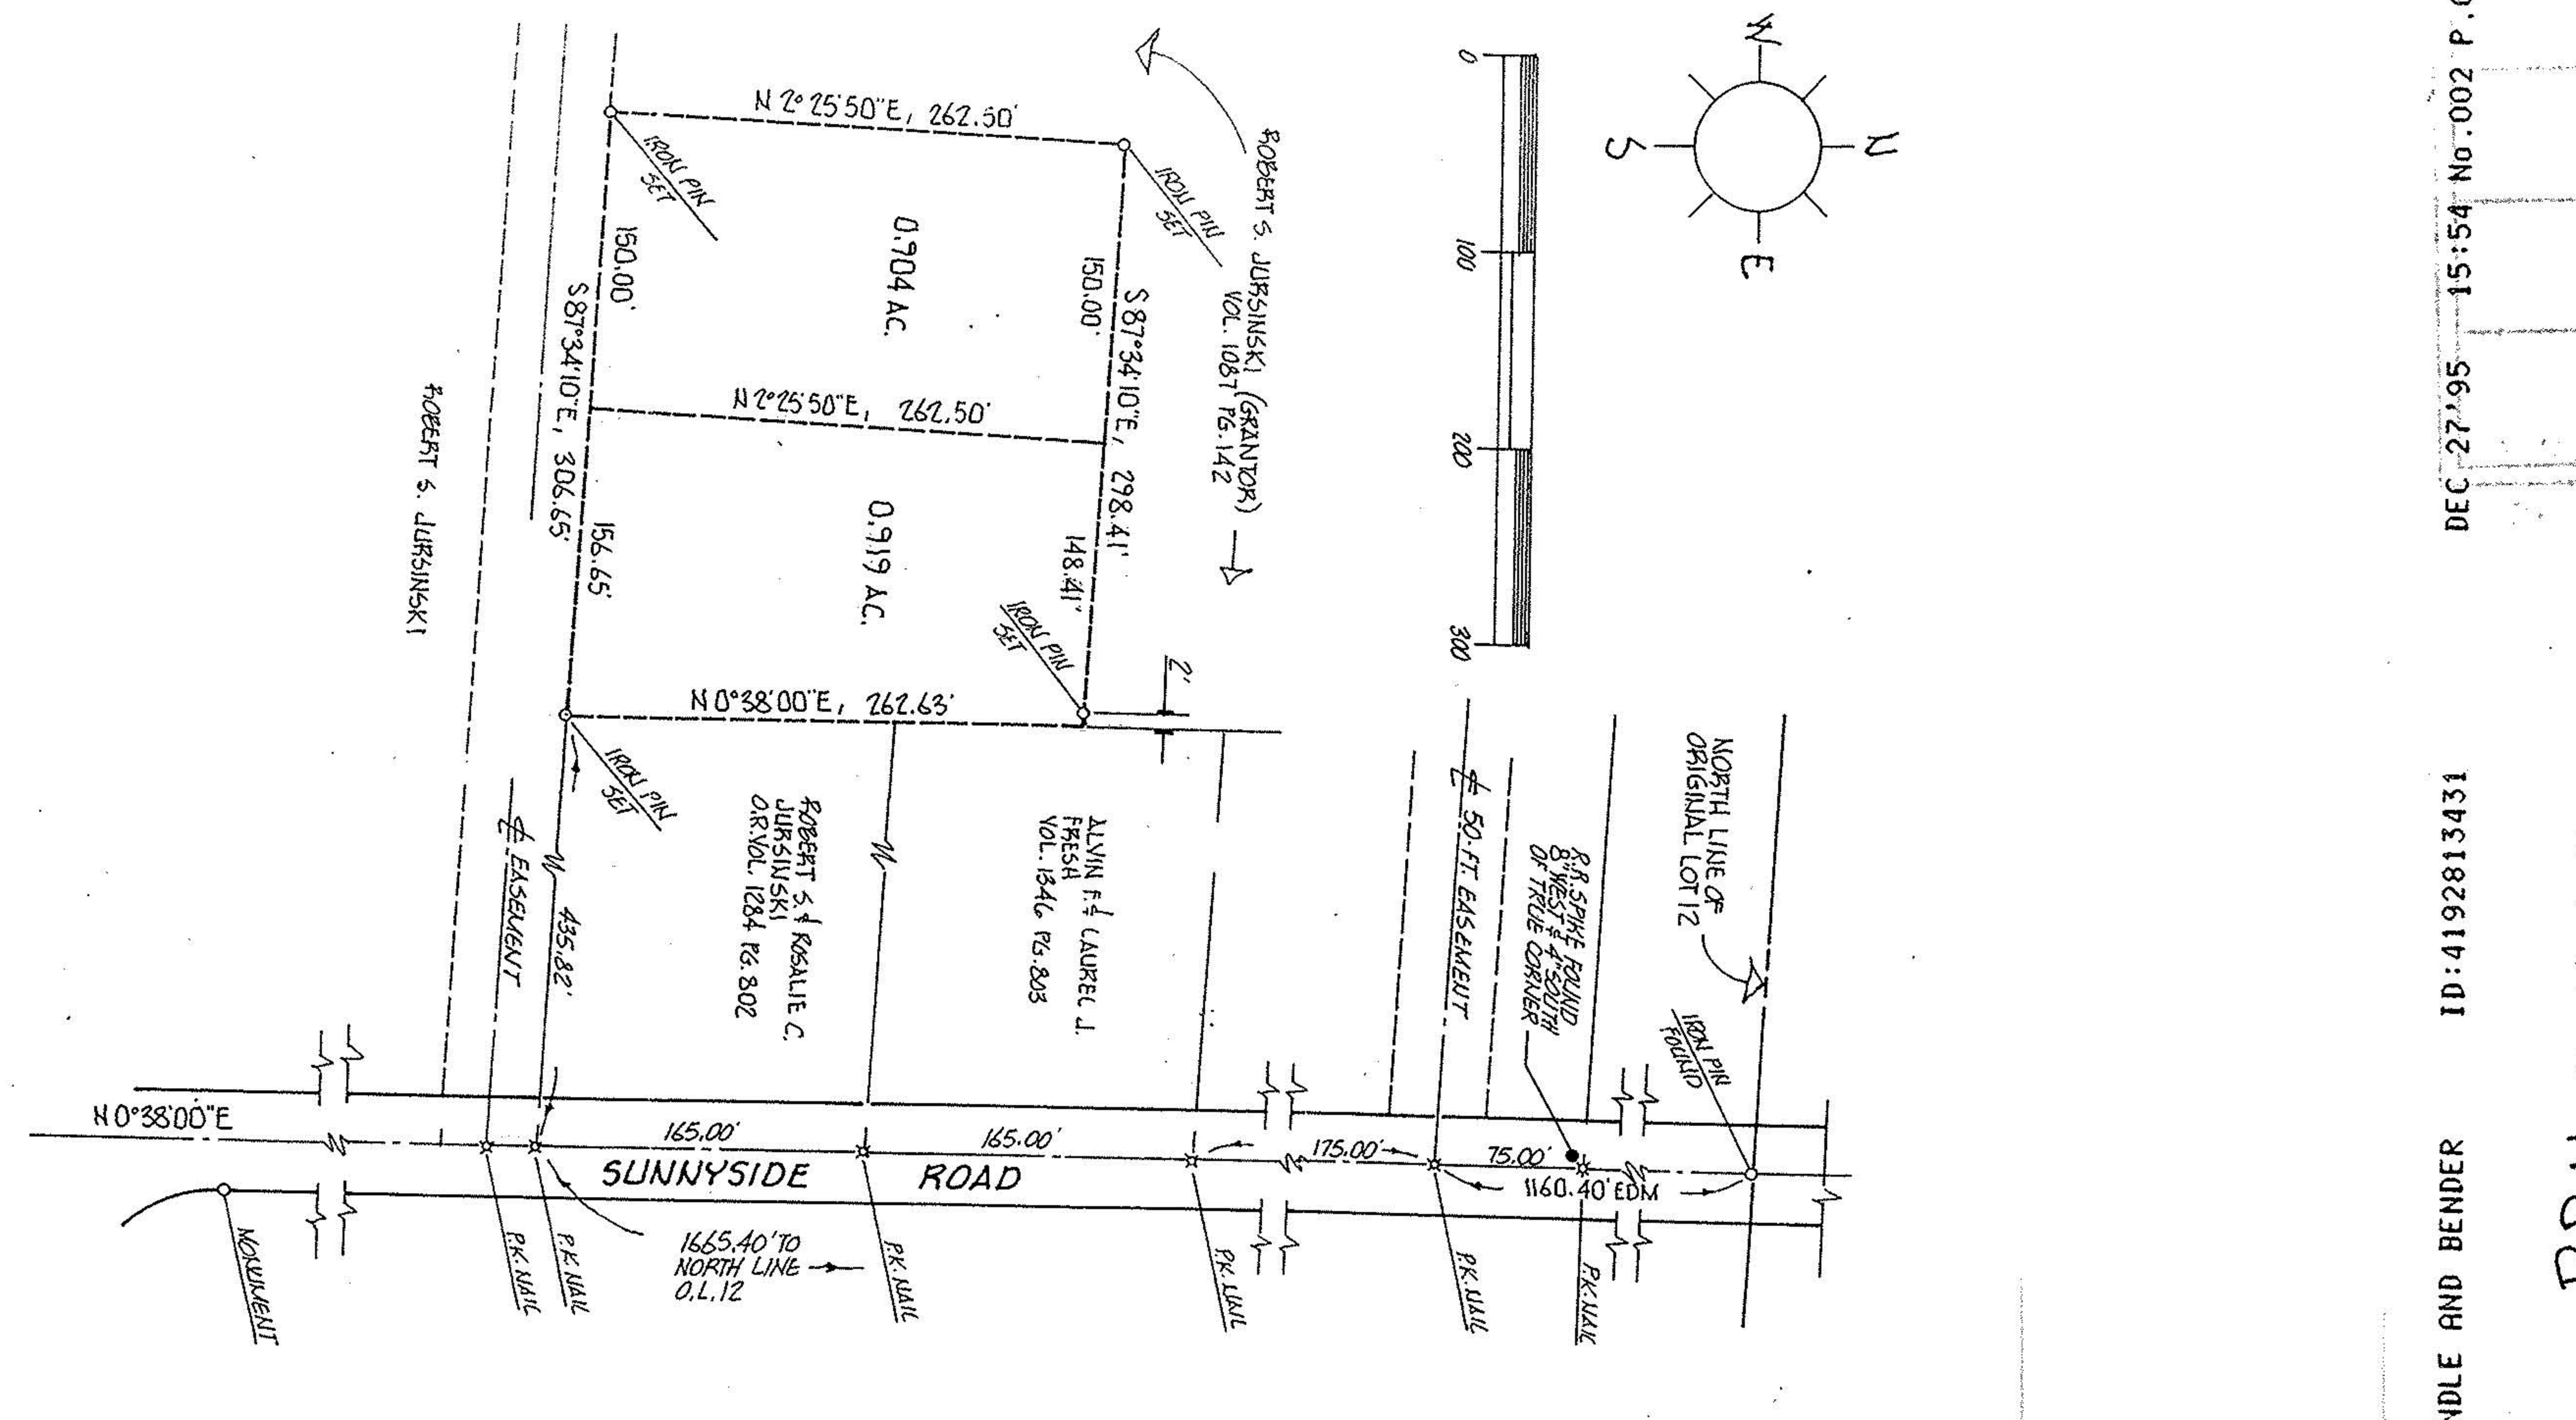 N 2° 25' 50" E, 262.50'
IRON PIN
SET
IRON PIN
SET
150.00'
S 87° 34' 10" E, 306.65'
0.904 AC.
150.00'
S 87° 34' 10" E, 298.41'
ROBERT S. JURSINSKI (GRANTOR)
VOL. 1087 PG. 142
N 2° 25' 50" E, 262.50'
156.65'
0.919 AC.
148.41'
IRON PIN
SET
2'
N 0° 38' 00" E, 262.63'
IRON PIN
SET
ROBERT S. JURSINSKI
0
100
200
300
N
S
E
W
NORTH LINE OF
ORIGINAL LOT 12
R.R. SPIKE FOUND
8" WEST & 4" SOUTH
OF TRUE CORNER
℄ 50-FT. EASEMENT
IRON PIN
FOUND
ALVIN F. & LAUREL J.
FRESH
VOL. 1346 PG. 803
ROBERT S. & ROSALIE C.
JURSINSKI
O.R. VOL. 1284 PG. 802
435.82'
℄ EASEMENT
N 0° 38' 00" E
165.00'
165.00'
175.00'
75.00'
1160.40' EDM
SUNNYSIDE ROAD
1665.40' TO
NORTH LINE
O.L. 12
MONUMENT
P.K. NAIL
P.K. NAIL
P.K. NAIL
P.K. NAIL
P.K. NAIL
P.K. NAIL
NDLE AND BENDER ID:4192813431 DEC 27'95 15:54 No.002 P.